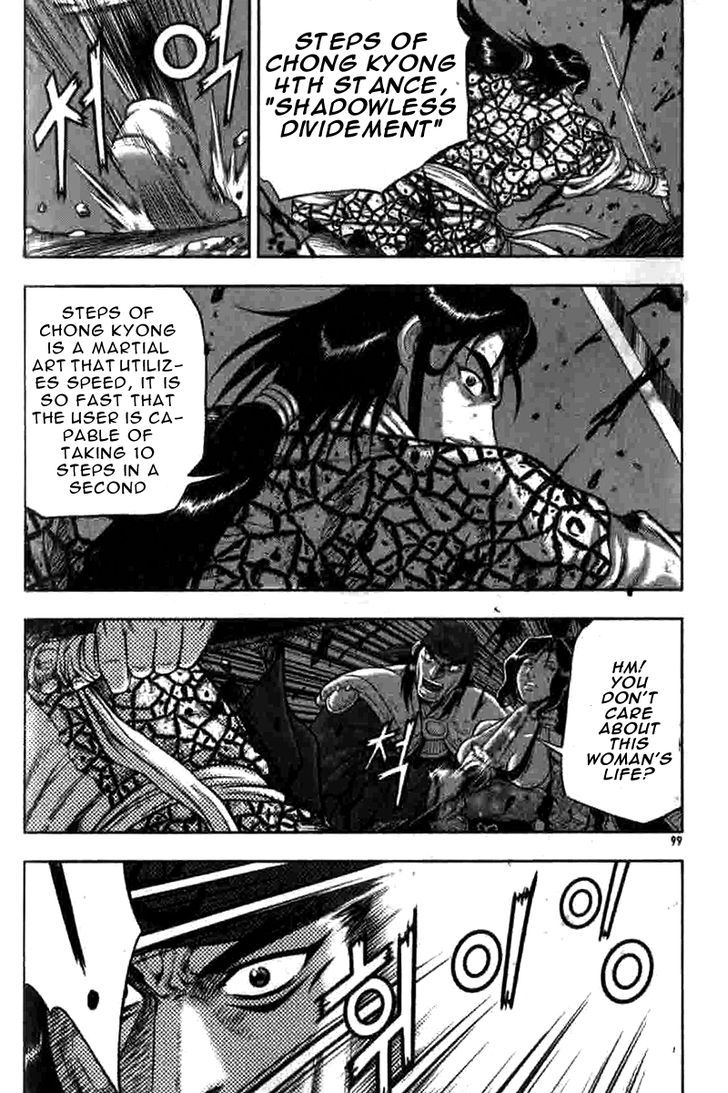 STEPS OF
CHONG KYONG
4TH STANCE,
"SHADOWLESS
DIVIDEMENT"
STEPS OF
CHONG KYONG
IS A MARTIAL
ART THAT UTILIZ-
ES SPEED, IT IS
SO FAST THAT
THE USER IS CA-
PABLE OF
TAKING 10
STEPS IN A
SECOND
HM!
YOU
DON'T
CARE
ABOUT
THIS
WOMAN'S
LIFE?
99